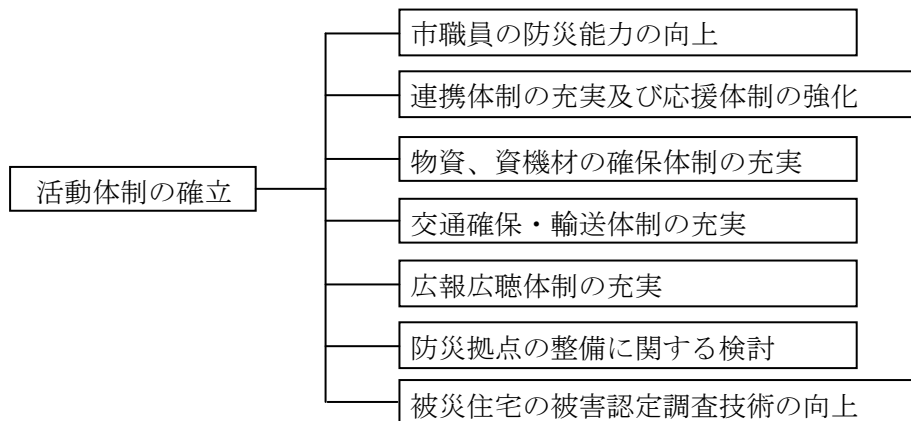 市職員の防災能力の向上
連携体制の充実及び応援体制の強化
物資、資機材の確保体制の充実
活動体制の確立
交通確保・輸送体制の充実
広報広聴体制の充実
防災拠点の整備に関する検討
被災住宅の被害認定調査技術の向上